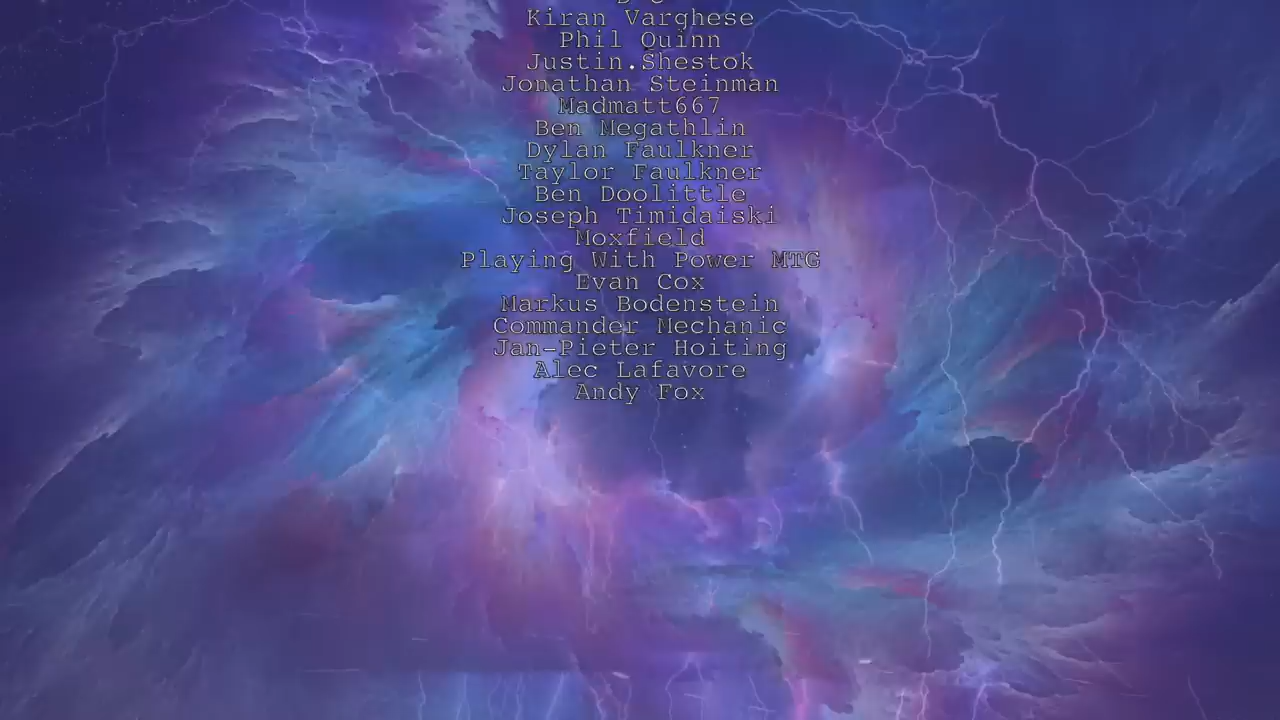 Kiran Varghese
Phil Quinn
Justin.Shestok
Jonathan Steinman
Madmatt667
Ben Megathlin
Dylan Faulkner
Taylor Faulkner
Ben Doolittle
Joseph Timidaiski
Moxfield
Playing With Power MTG
Evan Cox
Markus Bodenstein
Commander Mechanic
Jan-Pieter Hoiting
Alec Lafavore
Andy Fox